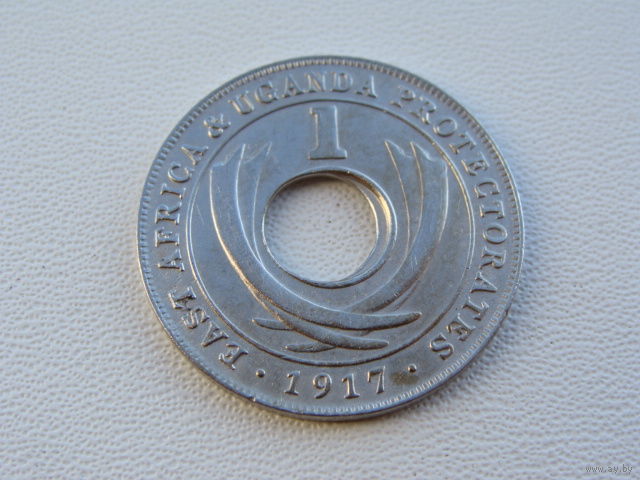 EAST AFRICA & UGANDA PROTECTORATES
1
· 1917 ·
www.ay.by